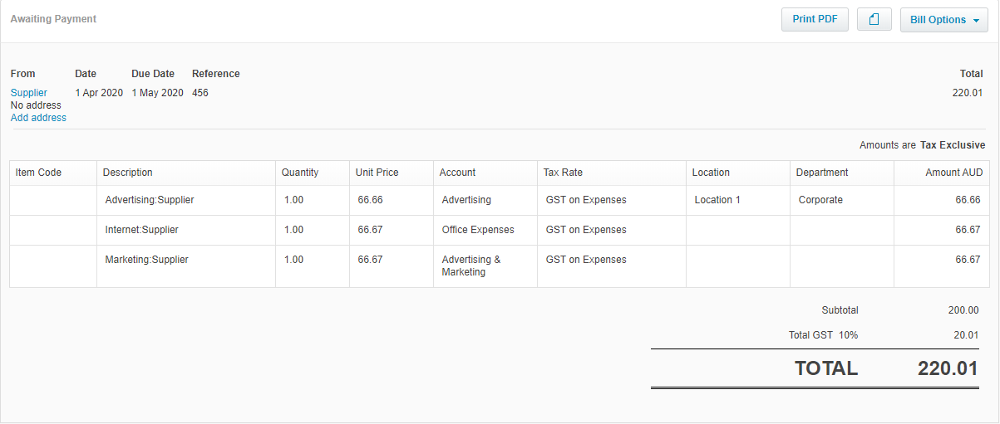 Awaiting Payment Print PDF Bill Options
From Date Due Date Reference Total
Supplier 1 Apr 2020 1 May 2020 456 220.01
No address
Add address
Amounts are Tax Exclusive
Item Code Description Quantity Unit Price Account Tax Rate Location Department Amount AUD
Advertising:Supplier 1.00 66.66 Advertising GST on Expenses Location 1 Corporate 66.66
Internet:Supplier 1.00 66.67 Office Expenses GST on Expenses 66.67
Marketing:Supplier 1.00 66.67 Advertising & GST on Expenses 66.67
Marketing
Subtotal 200.00
Total GST 10% 20.01
TOTAL 220.01